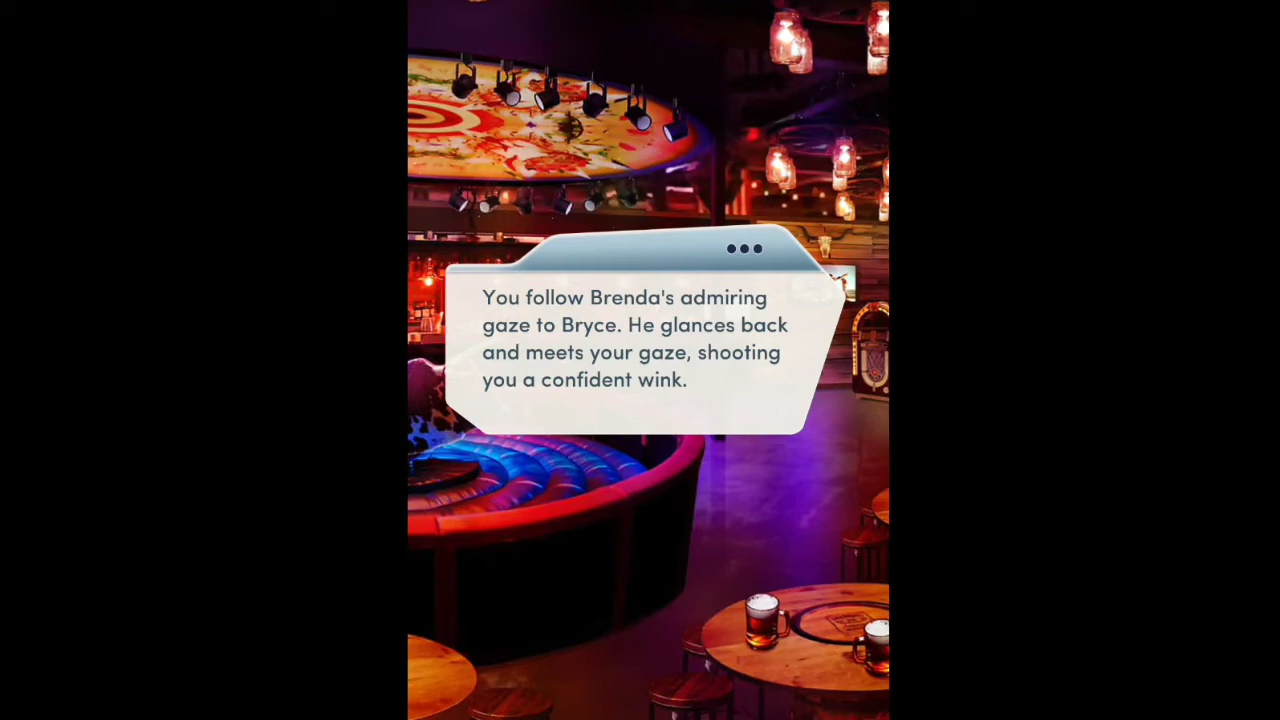 You follow Brenda's admiring
gaze to Bryce. He glances back
and meets your gaze, shooting
you a confident wink.